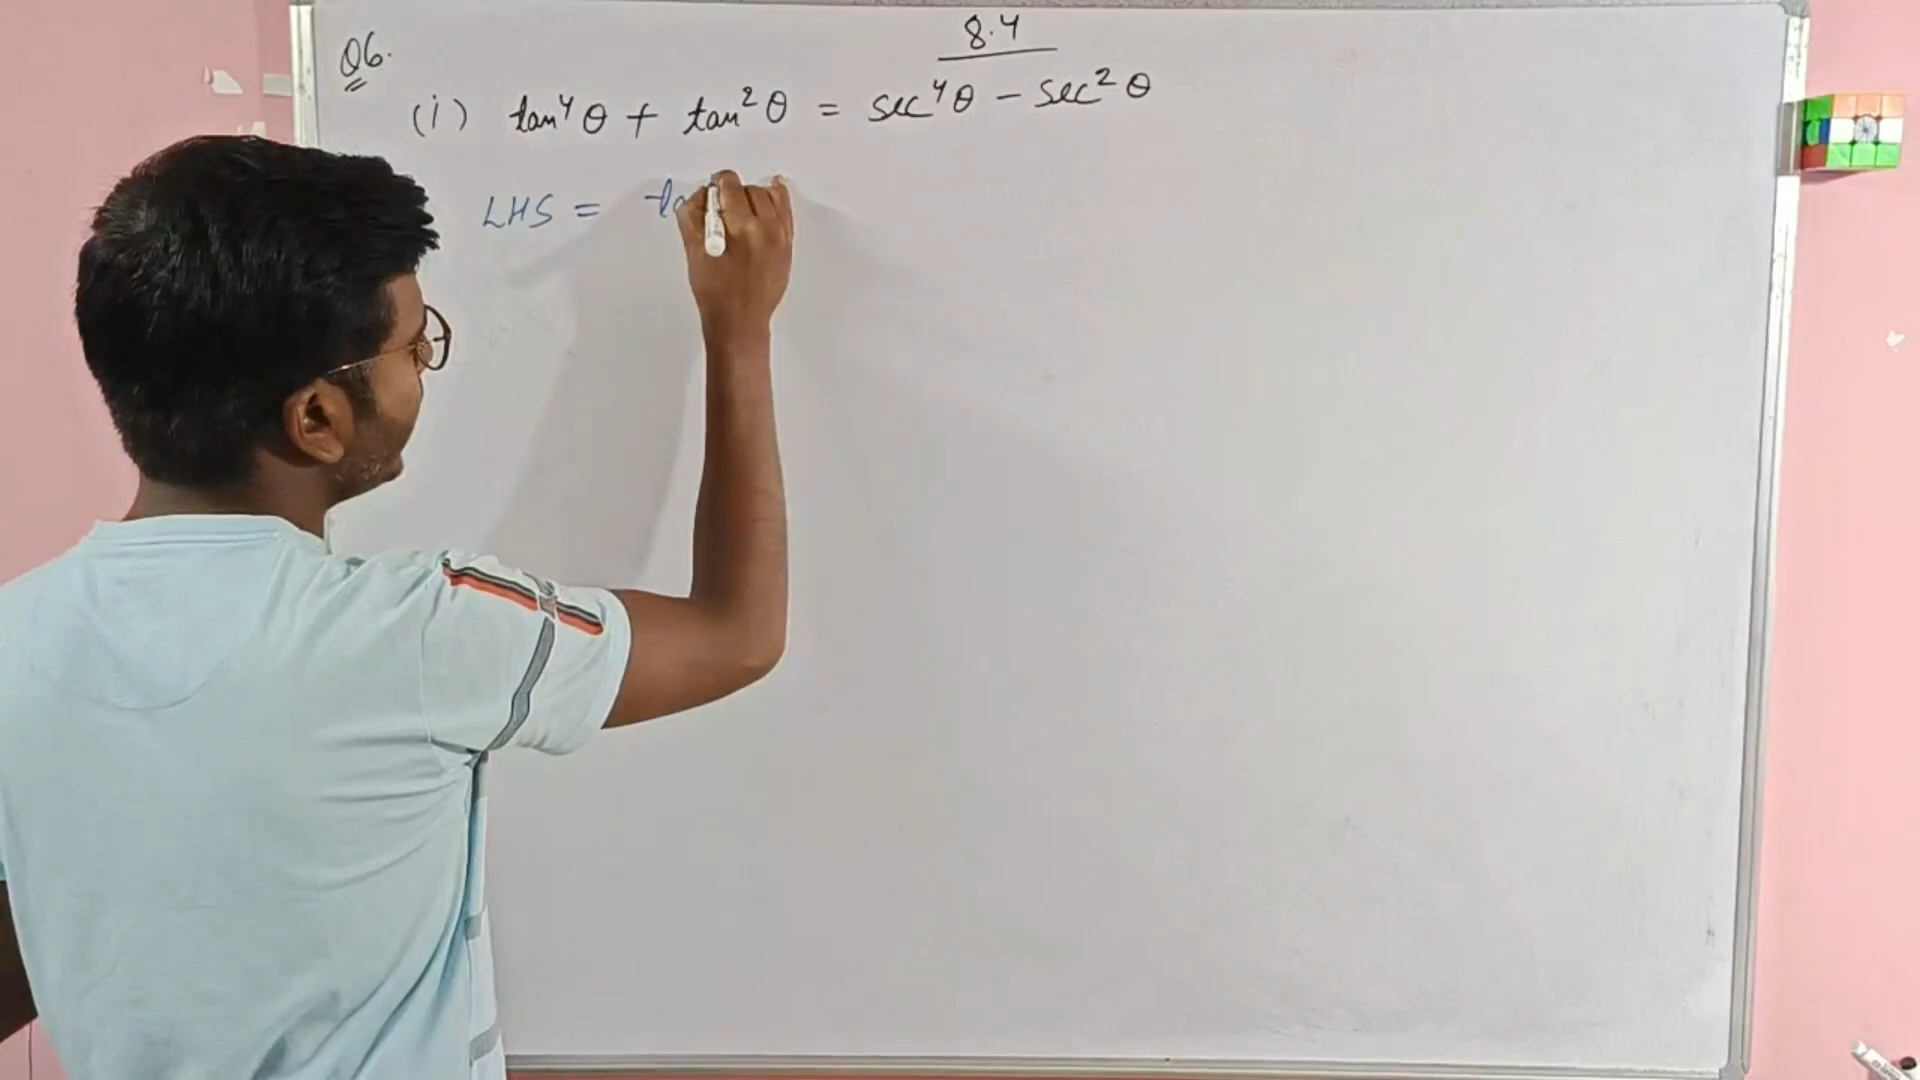 8.4
Q6.
(i) tan⁴θ + tan²θ = sec⁴θ - sec²θ
LHS =